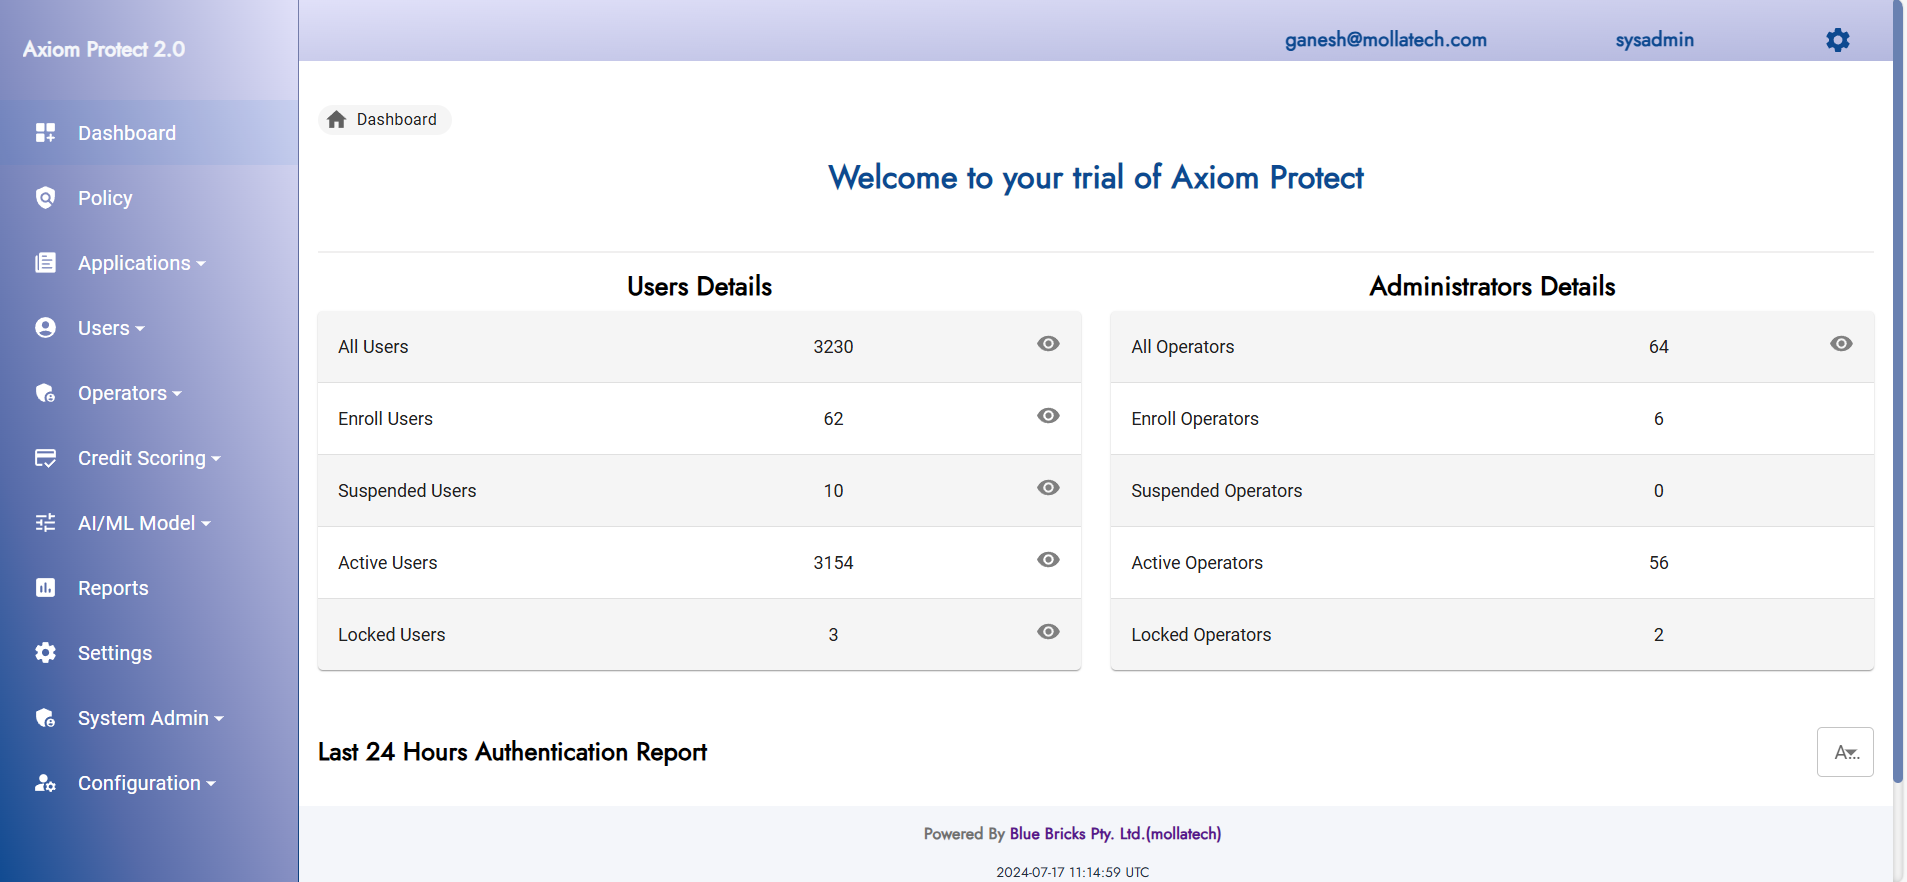 Axiom Protect 2.0
ganesh@mollatech.com sysadmin
Dashboard
Policy
Applications
Users
Operators
Credit Scoring
AI/ML Model
Reports
Settings
System Admin
Configuration
Dashboard
Welcome to your trial of Axiom Protect
Users Details
All Users 3230
Enroll Users 62
Suspended Users 10
Active Users 3154
Locked Users 3
Administrators Details
All Operators 64
Enroll Operators 6
Suspended Operators 0
Active Operators 56
Locked Operators 2
Last 24 Hours Authentication Report
A...
Powered By Blue Bricks Pty. Ltd.(mollatech)
2024-07-17 11:14:59 UTC